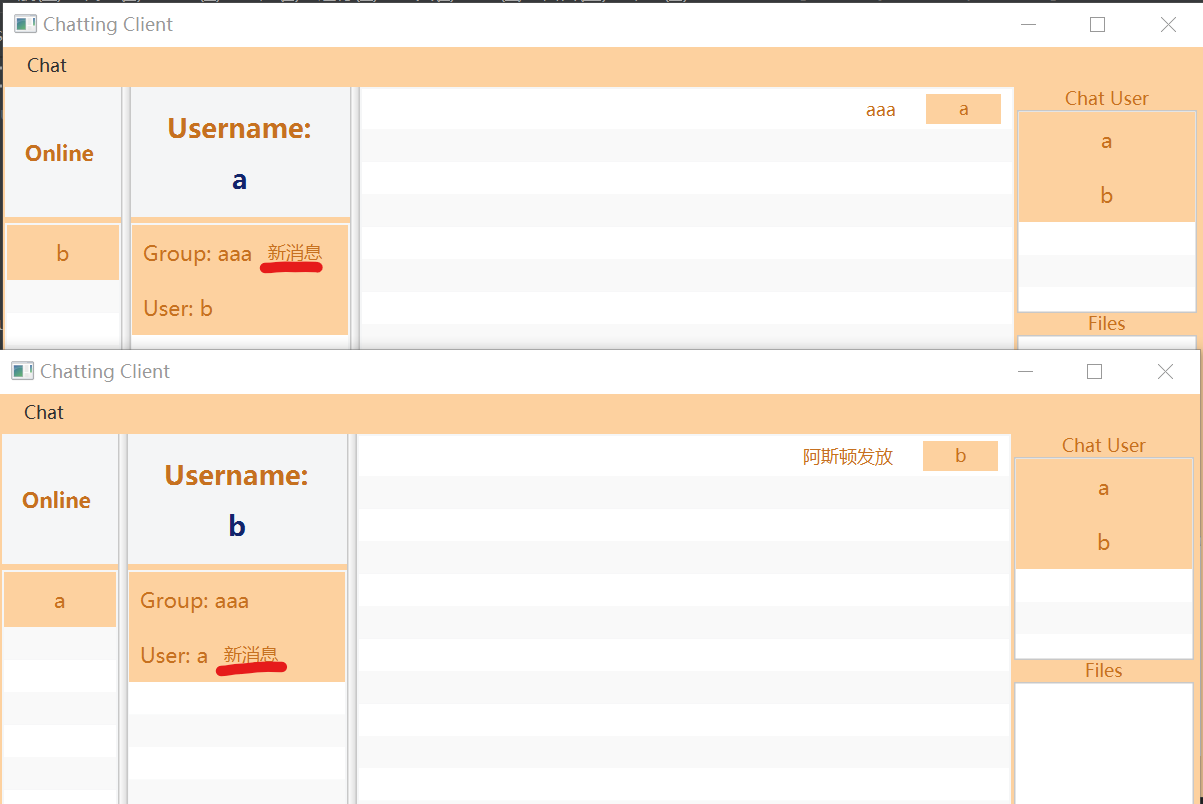 Chatting Client
Chat
Online
Username:
a
b
Group: aaa 新消息
User: b
aaa a
Chat User
a
b
Files
Chatting Client
Chat
Online
Username:
b
a
Group: aaa
User: a 新消息
阿斯顿发放 b
Chat User
a
b
Files